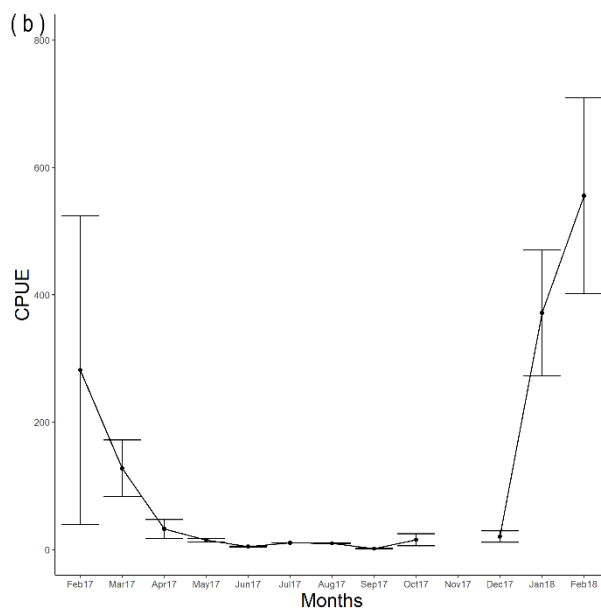 (b)
800
600
400
200
0
CPUE
Feb17 Mar17 Apr17 May17 Jun17 Jul17 Aug17 Sep17 Oct17 Nov17 Dec17 Jan18 Feb18
Months